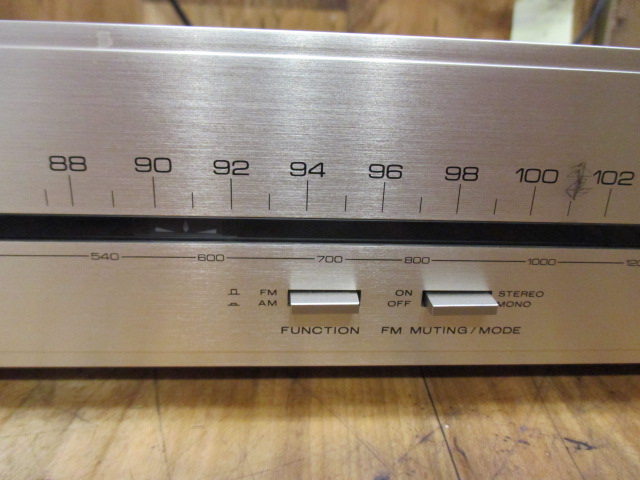 88 90 92 94 96 98 100 102
540 600 700 800 1000
FM ON STEREO
AM OFF MONO
FUNCTION FM MUTING/MODE